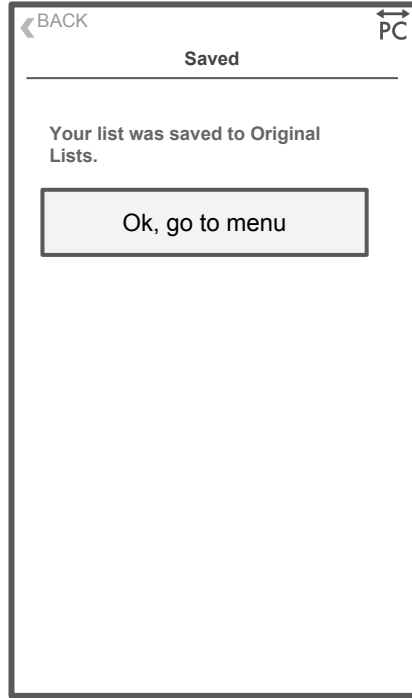 BACK
PC
Saved
Your list was saved to Original
Lists.
Ok, go to menu